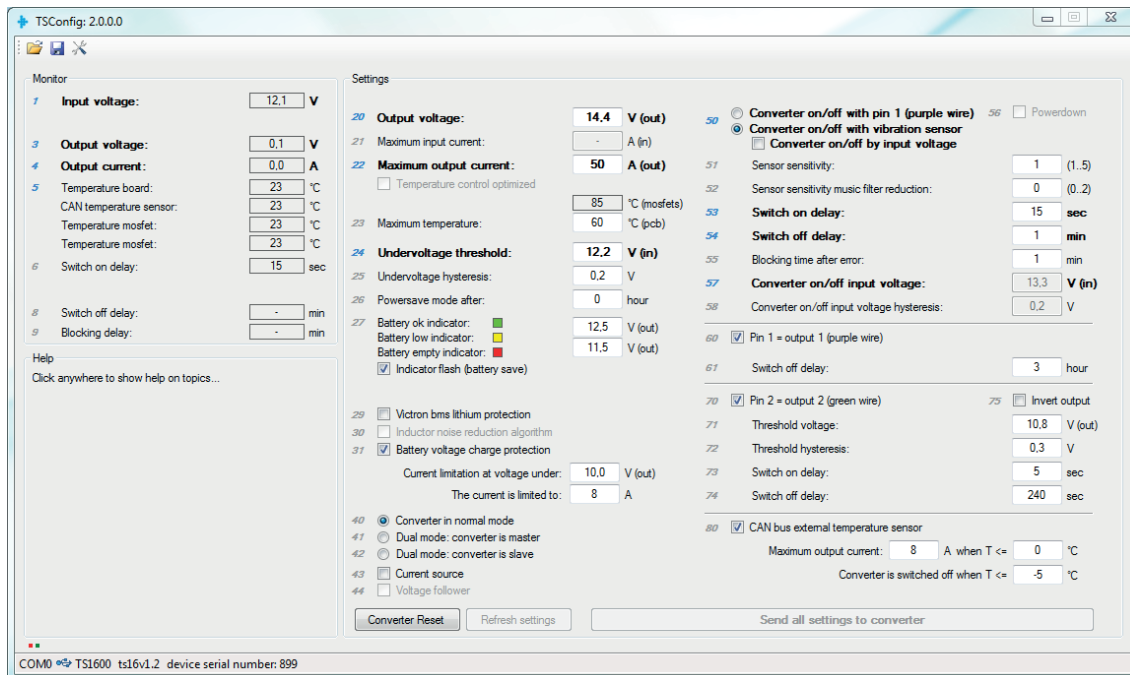 TSConfig: 2.0.0.0
Monitor
1 Input voltage: 12,1 V
3 Output voltage: 0,1 V
4 Output current: 0,0 A
5 Temperature board: 23 °C
CAN temperature sensor: 23 °C
Temperature mosfet: 23 °C
Temperature mosfet: 23 °C
6 Switch on delay: 15 sec
8 Switch off delay: - min
9 Blocking delay: - min
Help
Click anywhere to show help on topics...
Settings
20 Output voltage: 14,4 V (out)
21 Maximum input current: - A (in)
22 Maximum output current: 50 A (out)
Temperature control optimized
85 °C (mosfets)
23 Maximum temperature: 60 °C (pcb)
24 Undervoltage threshold: 12,2 V (in)
25 Undervoltage hysteresis: 0,2 V
26 Powersave mode after: 0 hour
27 Battery ok indicator: 12,5 V (out)
Battery low indicator:
Battery empty indicator: 11,5 V (out)
Indicator flash (battery save)
29 Victron bms lithium protection
30 Inductor noise reduction algorithm
31 Battery voltage charge protection
Current limitation at voltage under: 10,0 V (out)
The current is limited to: 8 A
40 Converter in normal mode
41 Dual mode: converter is master
42 Dual mode: converter is slave
43 Current source
44 Voltage follower
50 Converter on/off with pin 1 (purple wire) 56 Powerdown
Converter on/off with vibration sensor
Converter on/off by input voltage
51 Sensor sensitivity: 1 (1..5)
52 Sensor sensitivity music filter reduction: 0 (0..2)
53 Switch on delay: 15 sec
54 Switch off delay: 1 min
55 Blocking time after error: 1 min
57 Converter on/off input voltage: 13,3 V (in)
58 Converter on/off input voltage hysteresis: 0,2 V
60 Pin 1 = output 1 (purple wire)
61 Switch off delay: 3 hour
70 Pin 2 = output 2 (green wire) 75 Invert output
71 Threshold voltage: 10,8 V (out)
72 Threshold hysteresis: 0,3 V
73 Switch on delay: 5 sec
74 Switch off delay: 240 sec
80 CAN bus external temperature sensor
Maximum output current: 8 A when T <= 0 °C
Converter is switched off when T <= -5 °C
Converter Reset Refresh settings Send all settings to converter
COM0 TS1600 ts16v1.2 device serial number: 899